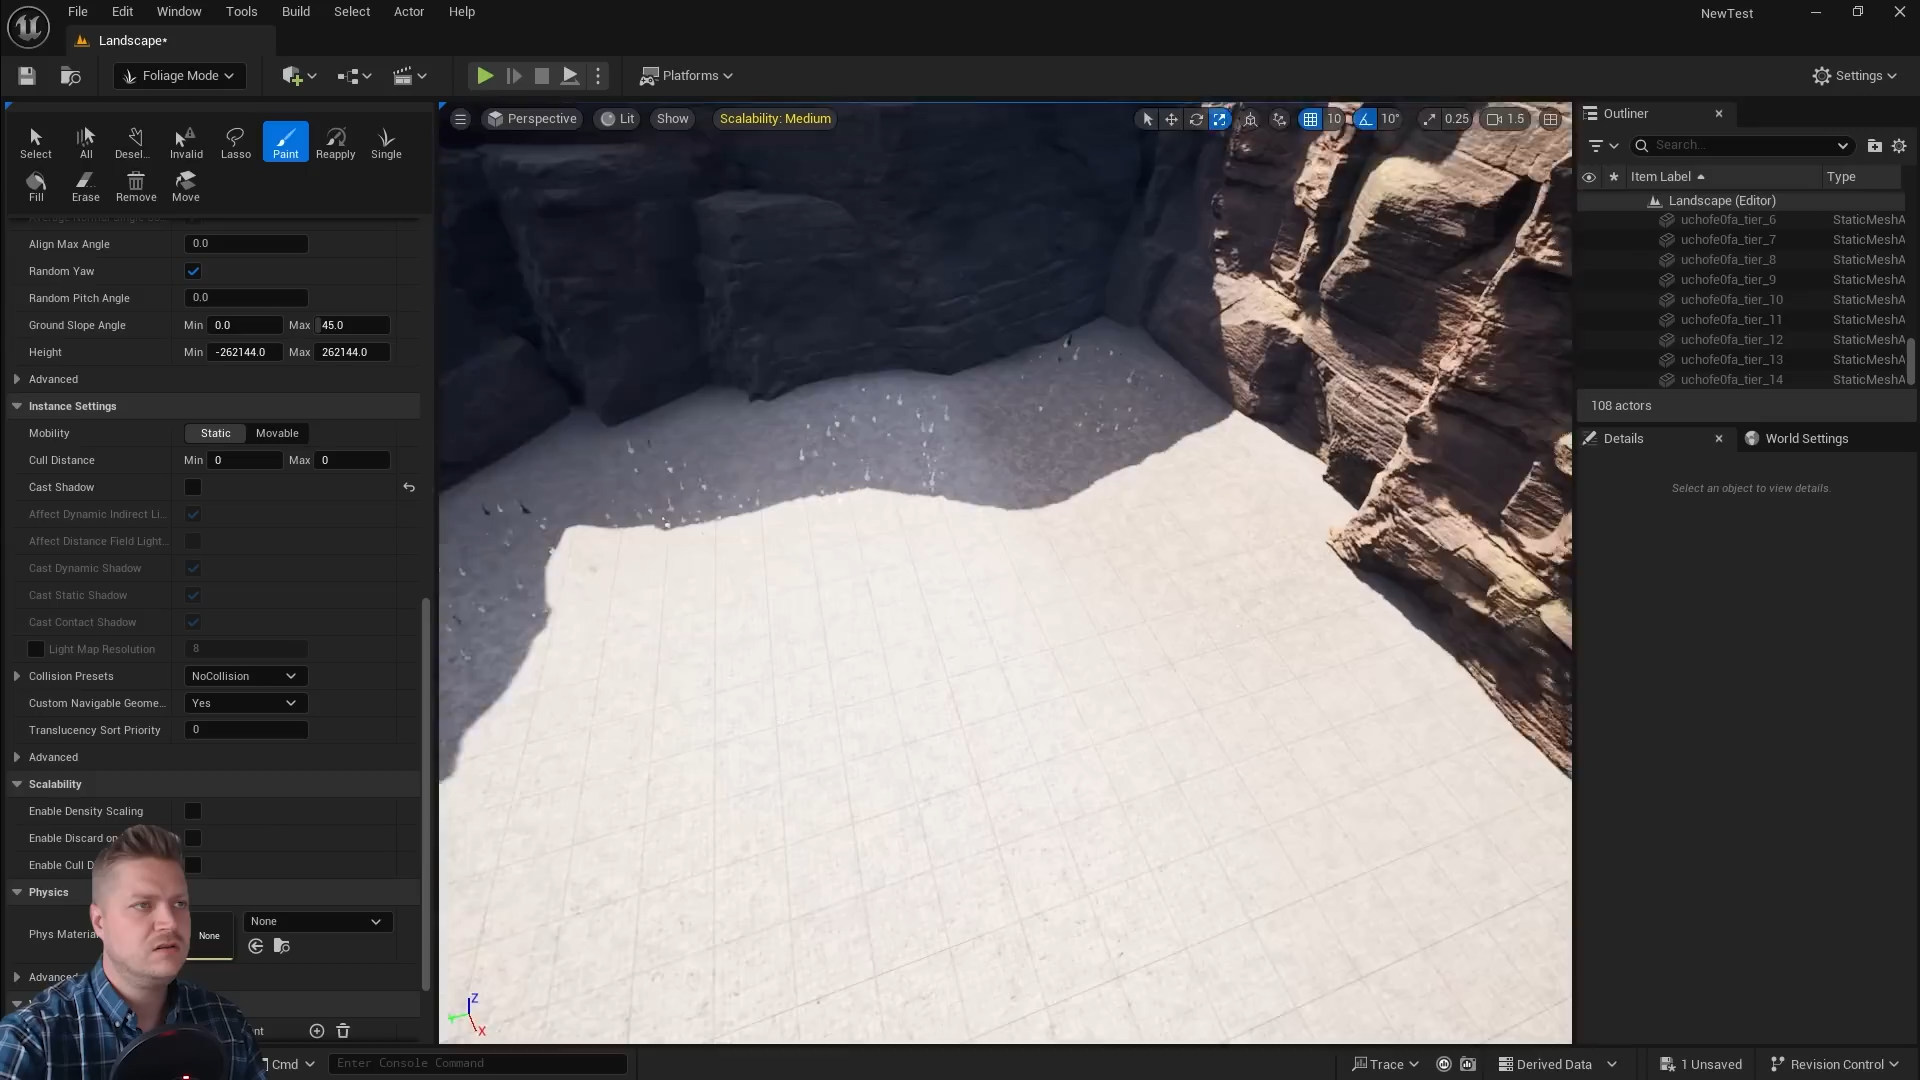 File Edit Window Tools Build Select Actor Help
NewTest
Landscape*
Foliage Mode
Platforms
Settings
Select All Desel... Invalid Lasso Paint Reapply Single
Fill Erase Remove Move
Align Max Angle 0.0
Random Yaw
Random Pitch Angle 0.0
Ground Slope Angle Min 0.0 Max 45.0
Height Min -262144.0 Max 262144.0
Advanced
Instance Settings
Mobility Static Movable
Cull Distance Min 0 Max 0
Cast Shadow
Affect Dynamic Indirect Li...
Affect Distance Field Light...
Cast Dynamic Shadow
Cast Static Shadow
Cast Contact Shadow
Light Map Resolution 8
Collision Presets NoCollision
Custom Navigable Geome... Yes
Translucency Sort Priority 0
Advanced
Scalability
Enable Density Scaling
Enable Discard on
Enable Cull D
Physics
Phys Materia None None
Advanced
nt
Cmd Enter Console Command
Perspective Lit Show Scalability: Medium
10 10° 0.25 1.5
Z
X
Outliner
Search...
Item Label Type
Landscape (Editor)
uchofe0fa_tier_6 StaticMeshA
uchofe0fa_tier_7 StaticMeshA
uchofe0fa_tier_8 StaticMeshA
uchofe0fa_tier_9 StaticMeshA
uchofe0fa_tier_10 StaticMeshA
uchofe0fa_tier_11 StaticMeshA
uchofe0fa_tier_12 StaticMeshA
uchofe0fa_tier_13 StaticMeshA
uchofe0fa_tier_14 StaticMeshA
108 actors
Details World Settings
Select an object to view details.
Trace Derived Data 1 Unsaved Revision Control